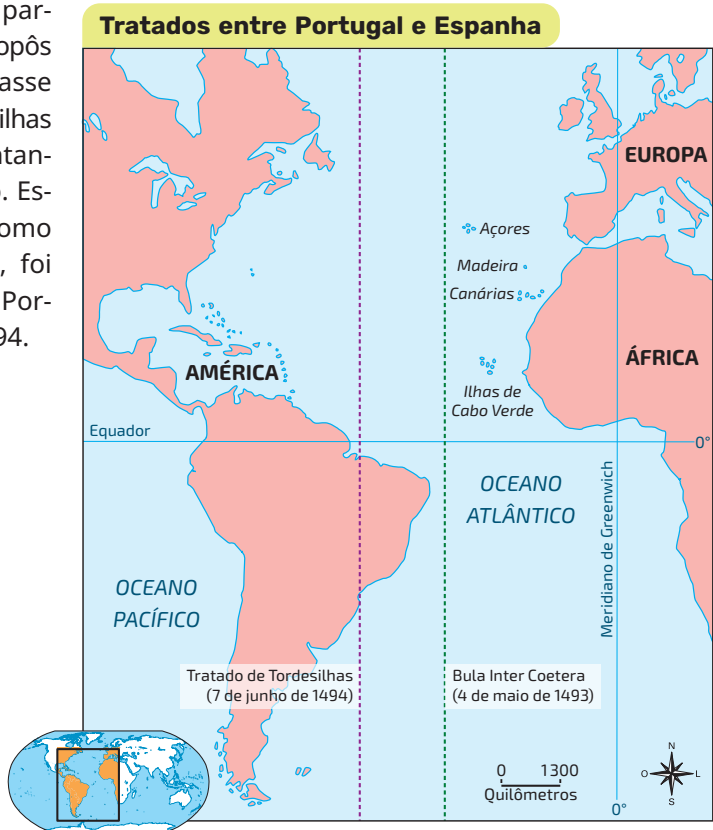 par-
opôs
asse
ilhas
tan-
o. Es-
omo
, foi
Por-
94.
Tratados entre Portugal e Espanha
EUROPA
Açores
Madeira
Canárias
AMÉRICA
ÁFRICA
Ilhas de
Cabo Verde
Equador
0°
OCEANO
ATLÂNTICO
Meridiano de Greenwich
OCEANO
PACÍFICO
Tratado de Tordesilhas
(7 de junho de 1494)
Bula Inter Coetera
(4 de maio de 1493)
0 1300
Quilômetros
N
O L
S
0°